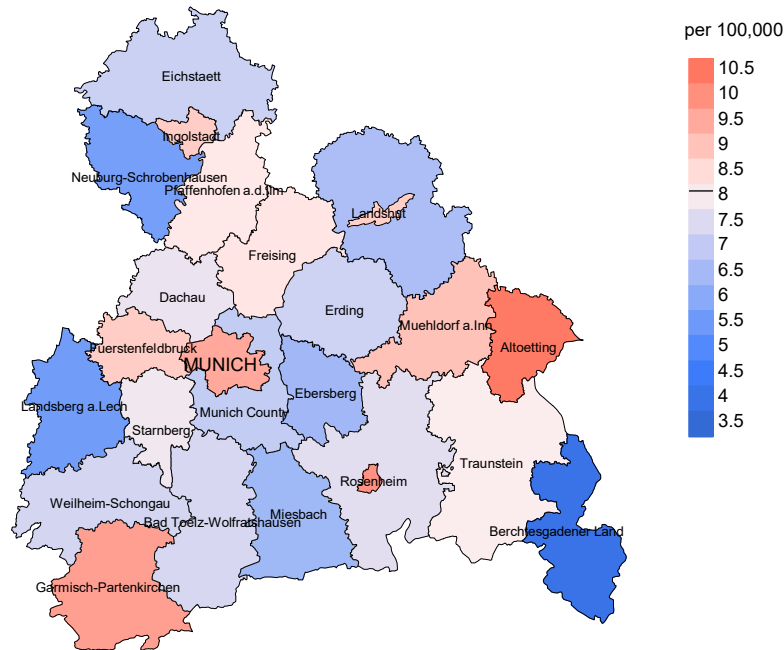 per 100,000
10.5
10
9.5
9
8.5
8
7.5
7
6.5
6
5.5
5
4.5
4
3.5
Eichstaett
Ingolstadt
Neuburg-Schrobenhausen
Pfaffenhofen a.d.Ilm
Landshut
Freising
Dachau
Erding
Muehldorf a.Inn
Altoetting
Fuerstenfeldbruck
MUNICH
Ebersberg
Landsberg a.Lech
Munich County
Starnberg
Traunstein
Rosenheim
Weilheim-Schongau
Miesbach
Bad Toelz-Wolfratshausen
Berchtesgadener Land
Garmisch-Partenkirchen